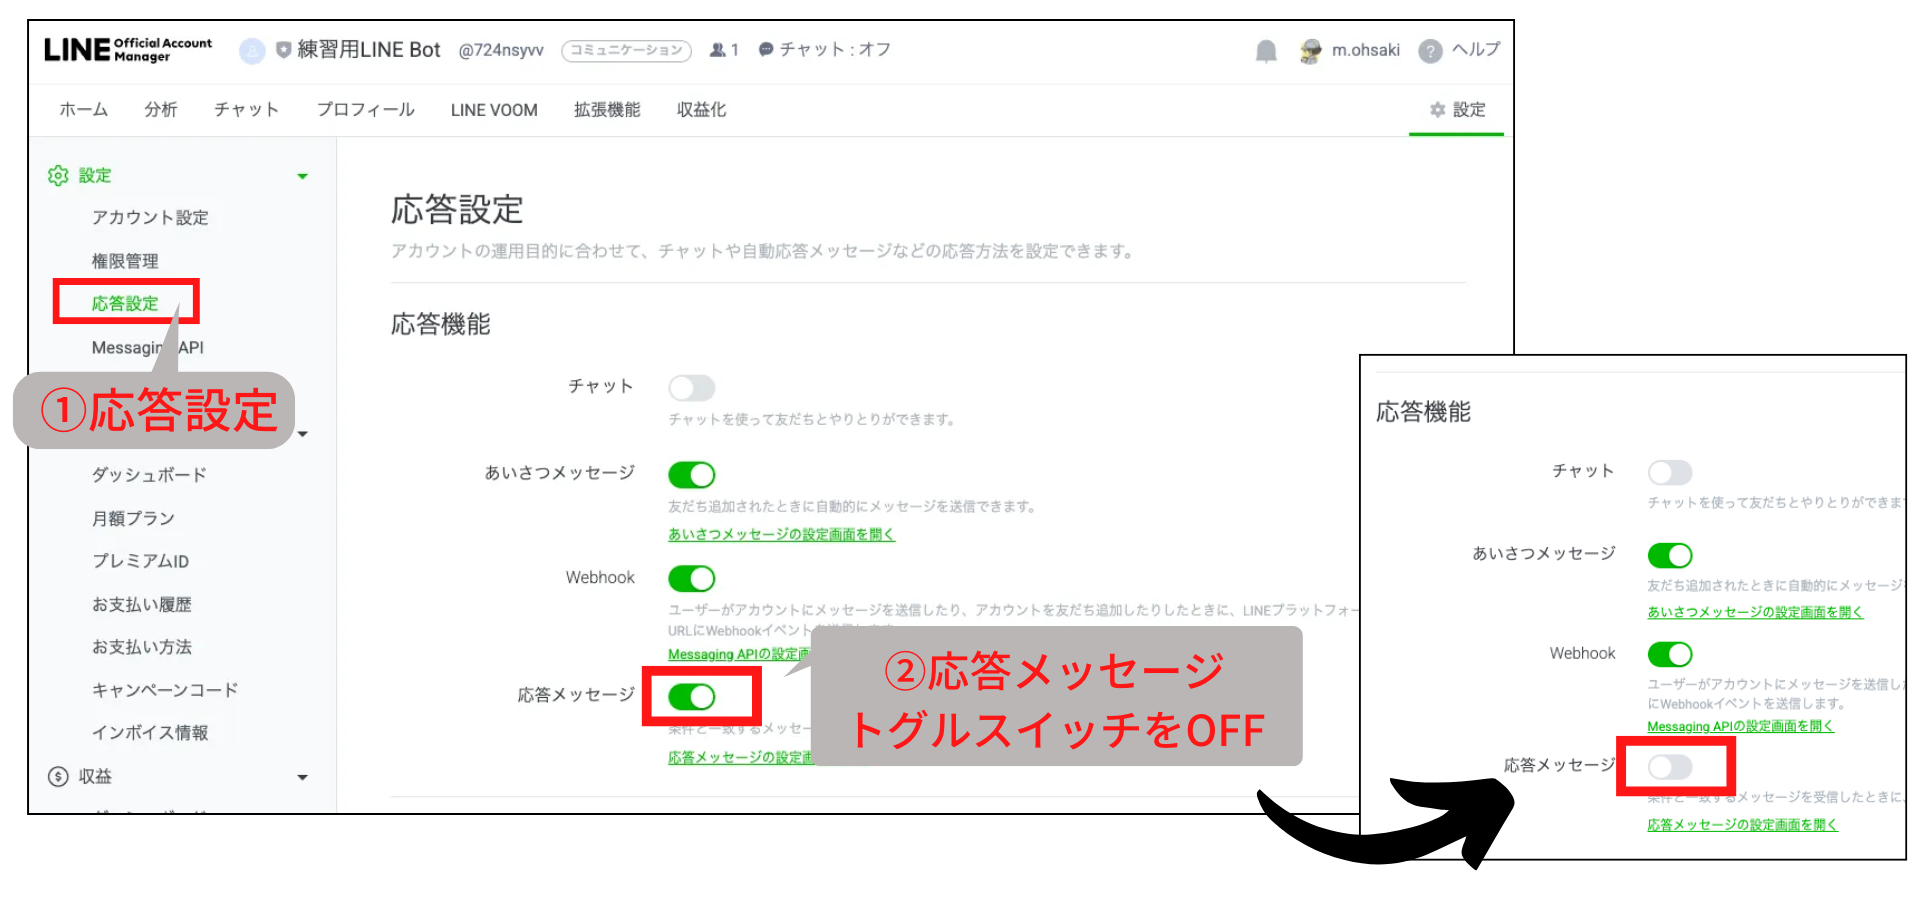 LINE Official Account Manager
練習用LINE Bot @724nsyvv コミュニケーション 1 チャット : オフ
m.ohsaki ? ヘルプ
ホーム 分析 チャット プロフィール LINE VOOM 拡張機能 収益化 設定
設定
アカウント設定
権限管理
応答設定
Messaging API
①応答設定
ダッシュボード
月額プラン
プレミアムID
お支払い履歴
お支払い方法
キャンペーンコード
インボイス情報
収益
応答設定
アカウントの運用目的に合わせて、チャットや自動応答メッセージなどの応答方法を設定できます。
応答機能
チャット
チャットを使って友だちとやりとりができます。
あいさつメッセージ
友だち追加されたときに自動的にメッセージを送信できます。
あいさつメッセージの設定画面を開く
Webhook
ユーザーがアカウントにメッセージを送信したり、アカウントを友だち追加したりしたときに、LINEプラットフォー
URLにWebhookイベント
Messaging APIの設定画
応答メッセージ
条件と一致するメッセー
応答メッセージの設定画
②応答メッセージ
トグルスイッチをOFF
応答機能
チャット
チャットを使って友だちとやりとりができま
あいさつメッセージ
友だち追加されたときに自動的にメッセージ
あいさつメッセージの設定画面を開く
Webhook
ユーザーがアカウントにメッセージを送信し
にWebhookイベントを送信します。
Messaging APIの設定画面を開く
応答メッセージ
条件と一致するメッセージを受信したときに、
応答メッセージの設定画面を開く